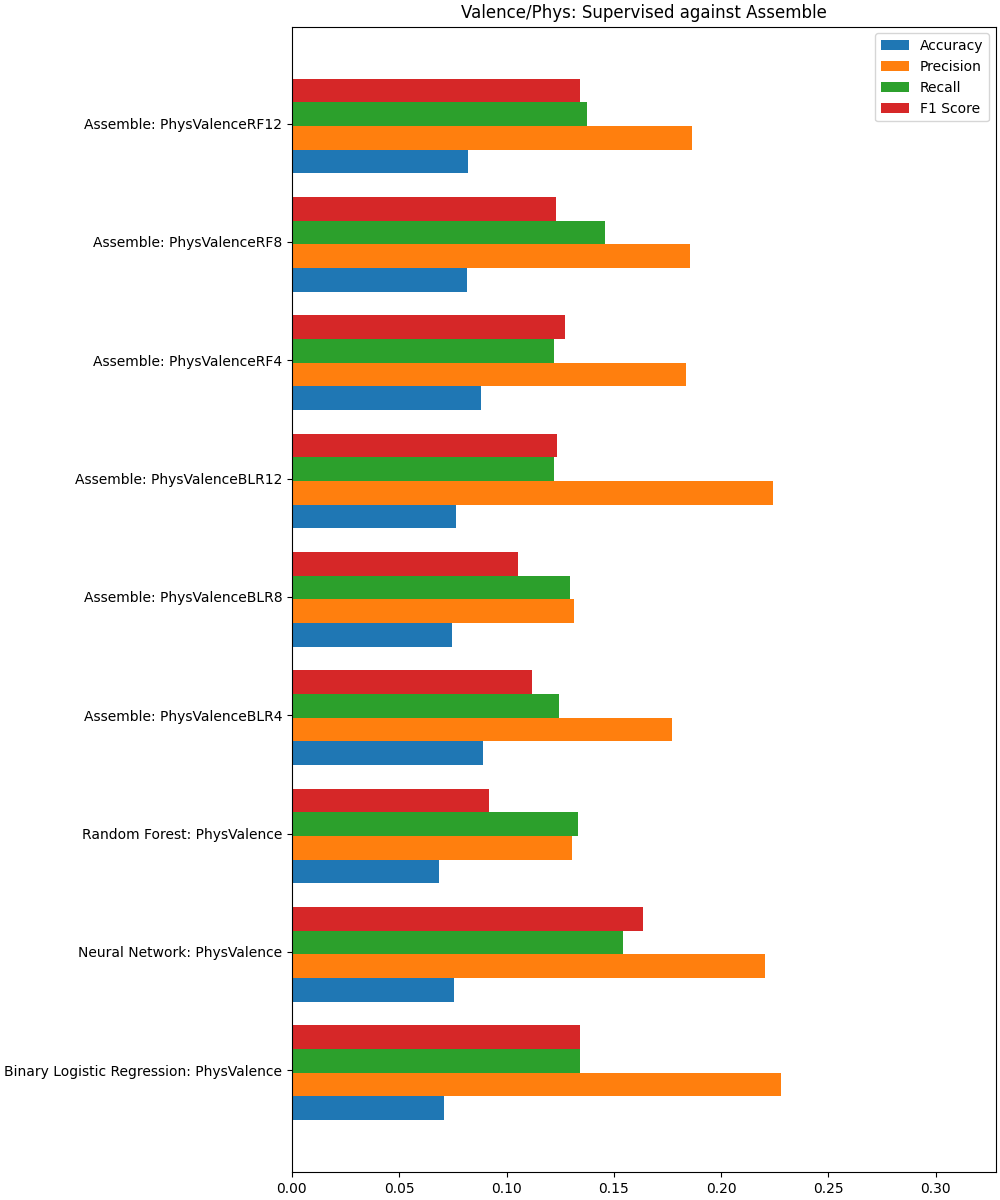 Valence/Phys: Supervised against Assemble
Accuracy
Precision
Recall
F1 Score
Assemble: PhysValenceRF12
Assemble: PhysValenceRF8
Assemble: PhysValenceRF4
Assemble: PhysValenceBLR12
Assemble: PhysValenceBLR8
Assemble: PhysValenceBLR4
Random Forest: PhysValence
Neural Network: PhysValence
Binary Logistic Regression: PhysValence
0.00 0.05 0.10 0.15 0.20 0.25 0.30